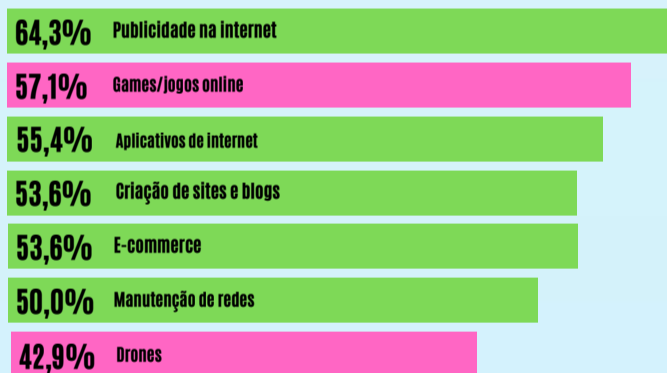 64,3% Publicidade na internet
57,1% Games/jogos online
55,4% Aplicativos de internet
53,6% Criação de sites e blogs
53,6% E-commerce
50,0% Manutenção de redes
42,9% Drones